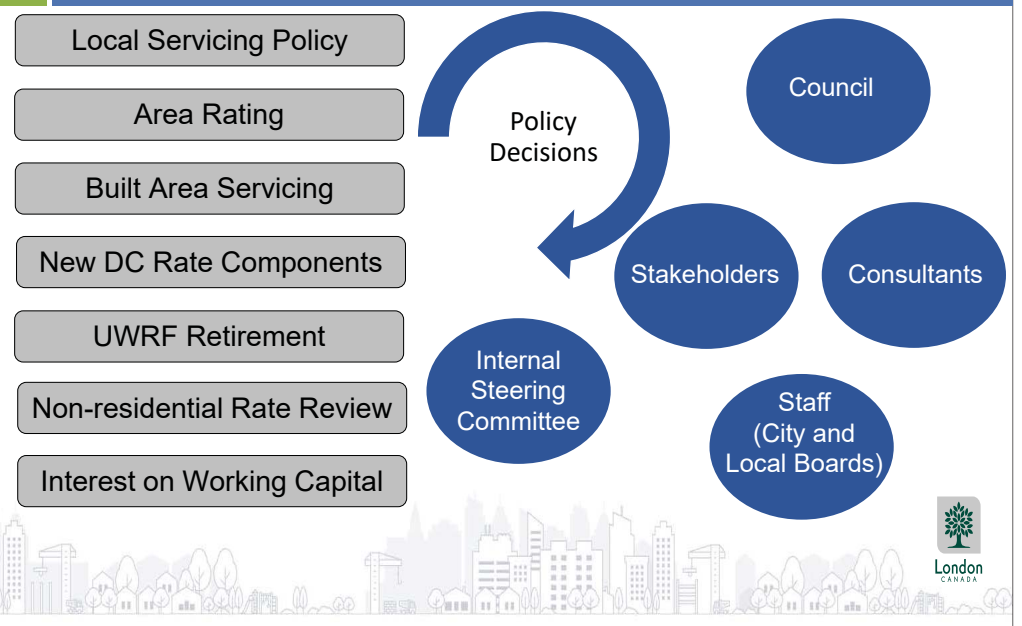 Local Servicing Policy
Area Rating
Built Area Servicing
New DC Rate Components
UWRF Retirement
Non-residential Rate Review
Interest on Working Capital
Policy
Decisions
Council
Stakeholders
Consultants
Internal
Steering
Committee
Staff
(City and
Local Boards)
London
CANADA